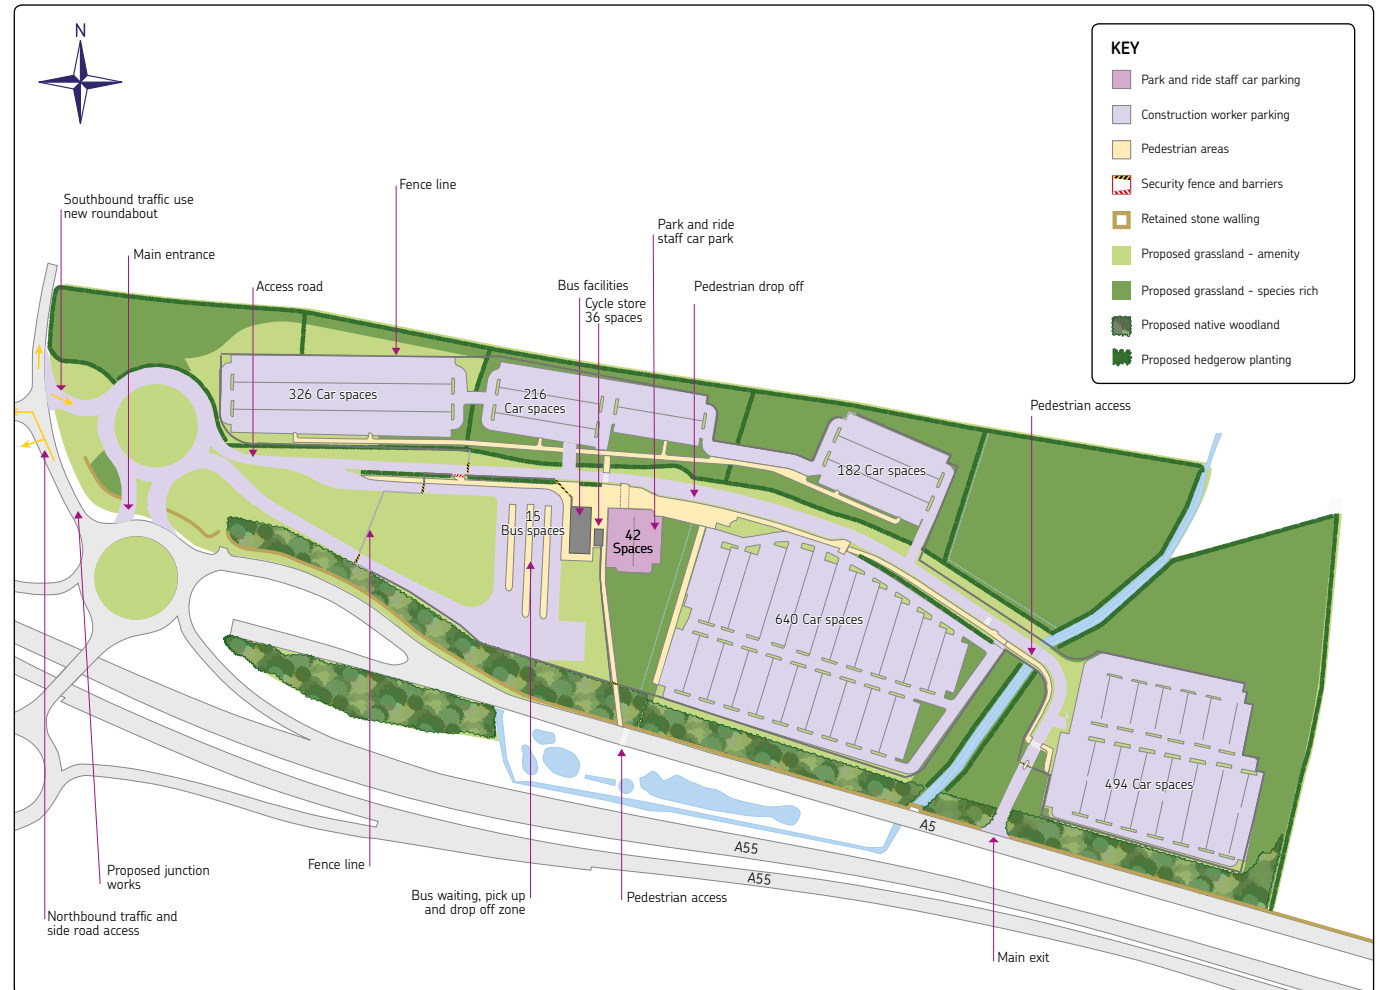 N
KEY
Park and ride staff car parking
Construction worker parking
Pedestrian areas
Security fence and barriers
Retained stone walling
Proposed grassland - amenity
Proposed grassland - species rich
Proposed native woodland
Proposed hedgerow planting
Fence line
Southbound traffic use
new roundabout
Park and ride
staff car park
Main entrance
Access road
Bus facilities
Cycle store
36 spaces
Pedestrian drop off
326 Car spaces
216
Car spaces
Pedestrian access
182 Car spaces
15
Bus spaces
42
Spaces
640 Car spaces
494 Car spaces
A5
A55
A55
Fence line
Proposed junction
works
Bus waiting, pick up
and drop off zone
Pedestrian access
Northbound traffic and
side road access
Main exit